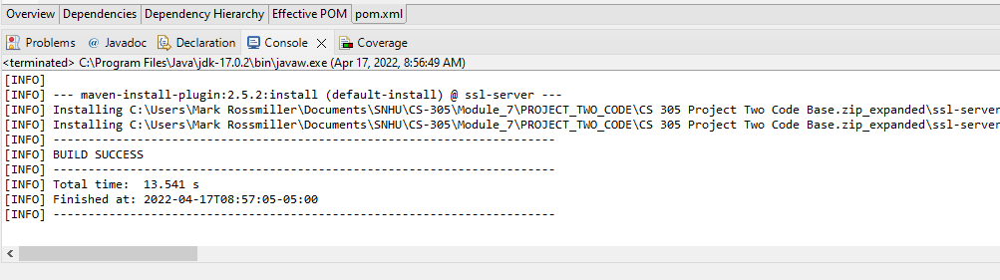 Overview Dependencies Dependency Hierarchy Effective POM pom.xml
Problems @ Javadoc Declaration Console Coverage
<terminated> C:\Program Files\Java\jdk-17.0.2\bin\javaw.exe (Apr 17, 2022, 8:56:49 AM)
[INFO]
[INFO] --- maven-install-plugin:2.5.2:install (default-install) @ ssl-server ---
[INFO] Installing C:\Users\Mark Rossmiller\Documents\SNHU\CS-305\Module_7\PROJECT_TWO_CODE\CS 305 Project Two Code Base.zip_expanded\ssl-server
[INFO] Installing C:\Users\Mark Rossmiller\Documents\SNHU\CS-305\Module_7\PROJECT_TWO_CODE\CS 305 Project Two Code Base.zip_expanded\ssl-server
[INFO] ------------------------------------------------------------------------
[INFO] BUILD SUCCESS
[INFO] ------------------------------------------------------------------------
[INFO] Total time:  13.541 s
[INFO] Finished at: 2022-04-17T08:57:05-05:00
[INFO] ------------------------------------------------------------------------